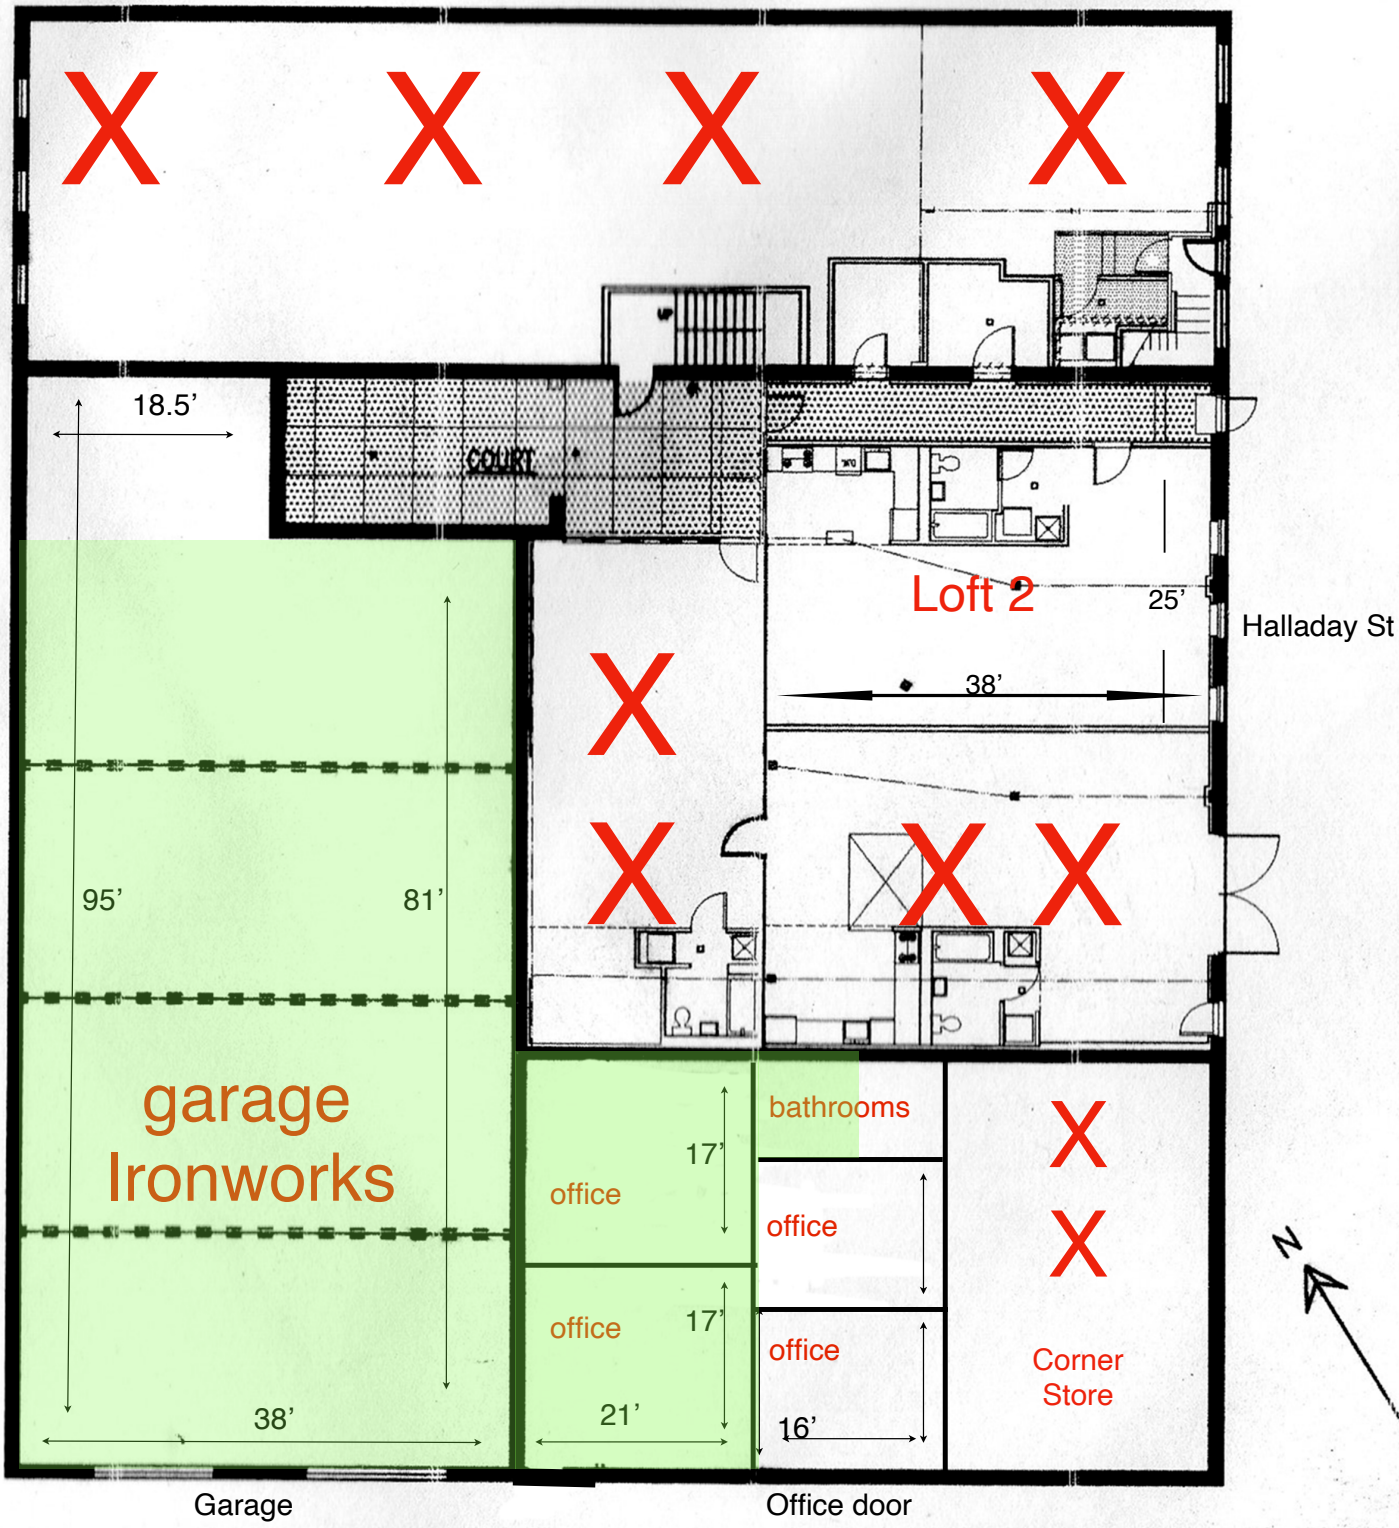 X X X X
UP
18.5’
COURT
Loft 2
25’
Halladay St
38’
X
X
X X
95’
81’
garage
Ironworks
bathrooms
17’
office
office
office
17’
office
21’
16’
38’
X
X
Corner
Store
N
Garage
Office door